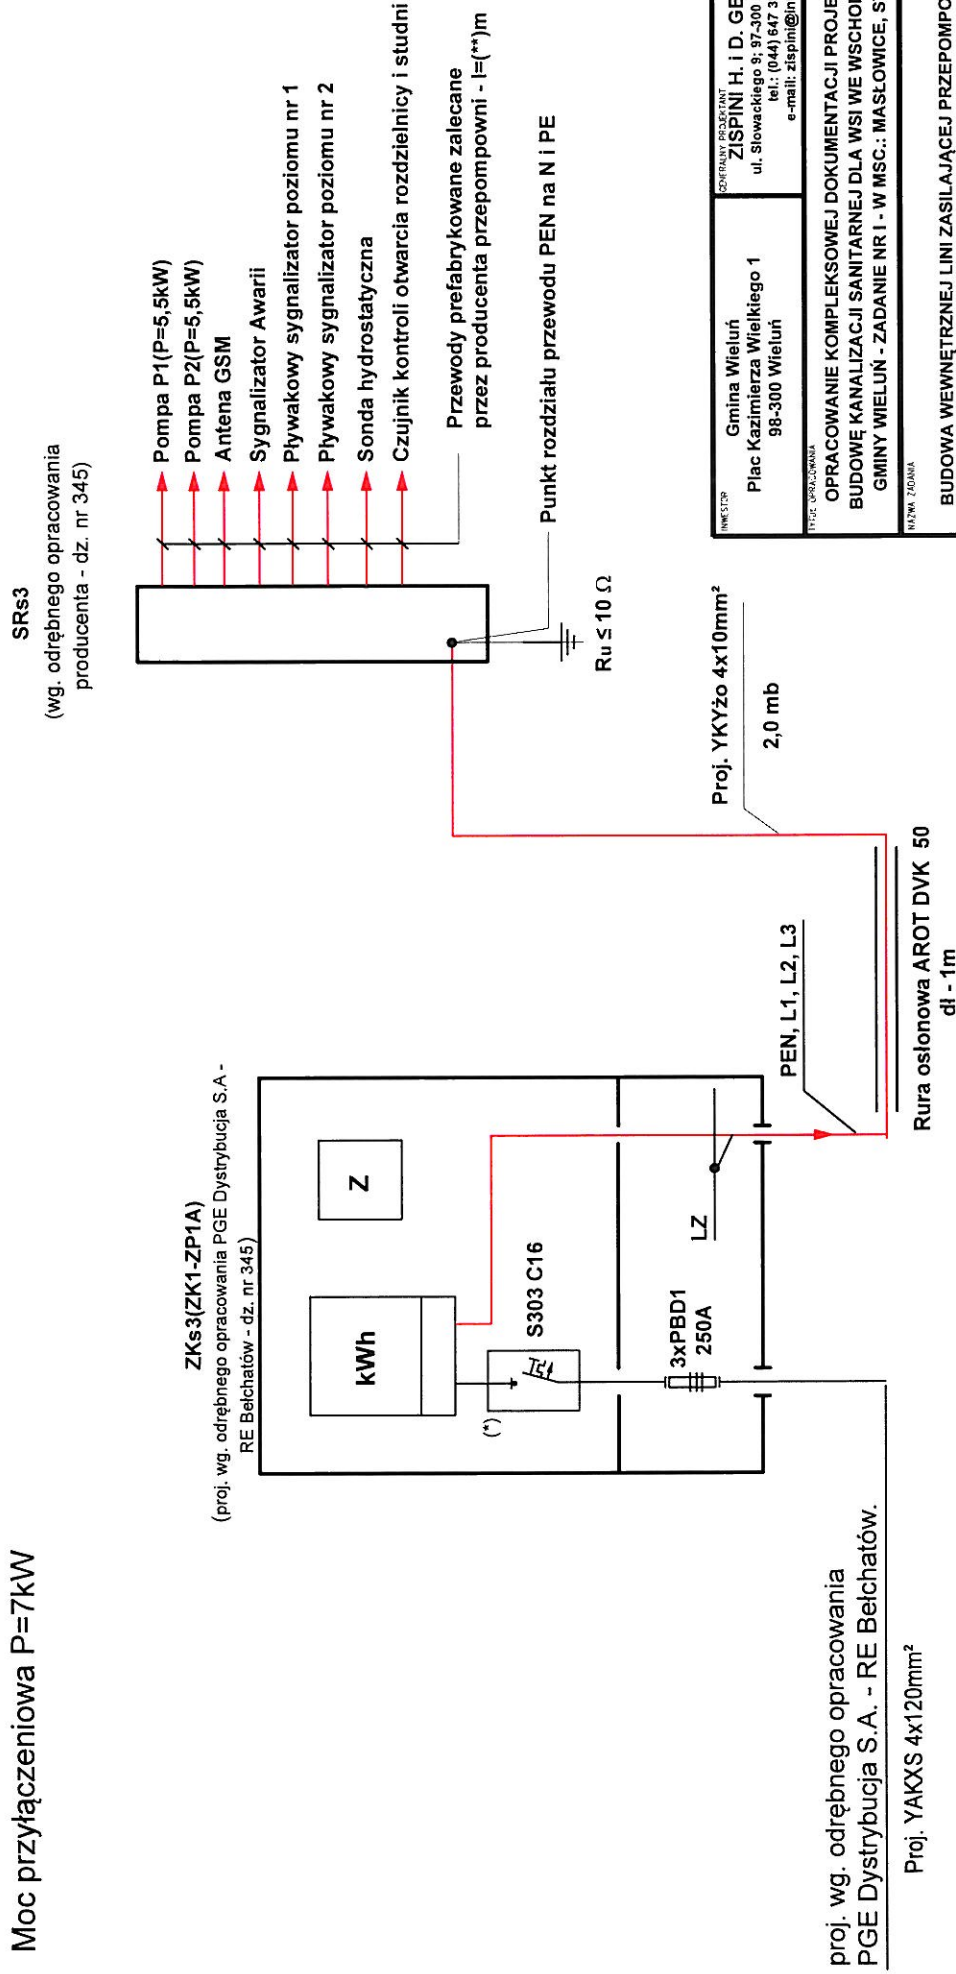 Moc przyłączeniowa P=7kW
SRs3
(wg. odrębnego opracowania
producenta - dz. nr 345)
Pompa P1(P=5,5kW)
Pompa P2(P=5,5kW)
Antena GSM
Sygnalizator Awarii
Pływakowy sygnalizator poziomu nr 1
Pływakowy sygnalizator poziomu nr 2
Sonda hydrostatyczna
Czujnik kontroli otwarcia rozdzielnicy i studni
Przewody prefabrykowane zalecane
przez producenta przepompowni - l=(**)m
Punkt rozdziału przewodu PEN na N i PE
Ru ≤ 10 Ω
ZKs3(ZK1-ZP1A)
(proj. wg. odrębnego opracowania PGE Dystrybucja S.A -
RE Bełchatów - dz. nr 345)
kWh
Z
(*)
S303 C16
3xPBD1
250A
LZ
PEN, L1, L2, L3
Proj. YKYżo 4x10mm²
2,0 mb
Rura osłonowa AROT DVK 50
dł - 1m
proj. wg. odrębnego opracowania
PGE Dystrybucja S.A. - RE Bełchatów.
Proj. YAKXS 4x120mm²
INWESTOR
Gmina Wieluń
Plac Kazimierza Wielkiego 1
98-300 Wieluń
GENERALNY PROJEKTANT
ZISPINI H. i D. GE
ul. Słowackiego 9; 97-300
tel.: (044) 647 3
e-mail: zispini@in
TYTUŁ OPRACOWANIA
OPRACOWANIE KOMPLEKSOWEJ DOKUMENTACJI PROJE
BUDOWĘ KANALIZACJI SANITARNEJ DLA WSI WE WSCHO
GMINY WIELUŃ - ZADANIE NR I - W MSC.: MASŁOWICE, S
NAZWA ZADANIA
BUDOWA WEWNĘTRZNEJ LINI ZASILAJĄCEJ PRZEPOMPO